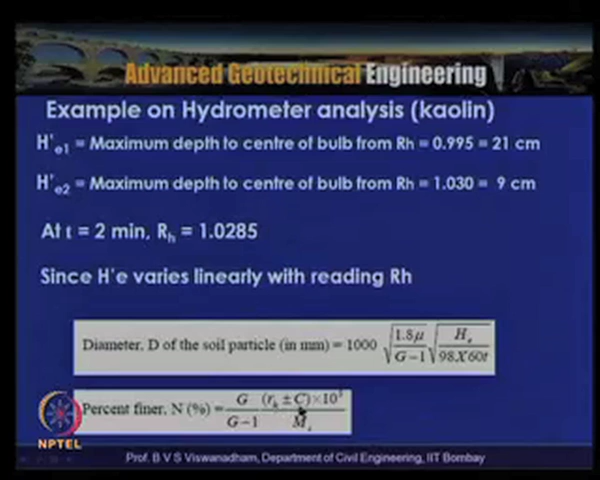 Advanced Geotechnical Engineering
Example on Hydrometer analysis (kaolin)
H'e1 = Maximum depth to centre of bulb from Rh = 0.995 = 21 cm
H'e2 = Maximum depth to centre of bulb from Rh = 1.030 = 9 cm
At t = 2 min, Rh = 1.0285
Since H'e varies linearly with reading Rh
Diameter, D of the soil particle (in mm) = 1000 √(1.8μ / G−1) √(He / 98X60t)
Percent finer, N (%) = G / G−1 (rh ± C)×10³ / Ms
NPTEL
Prof. B V S Viswanadham, Department of Civil Engineering, IIT Bombay